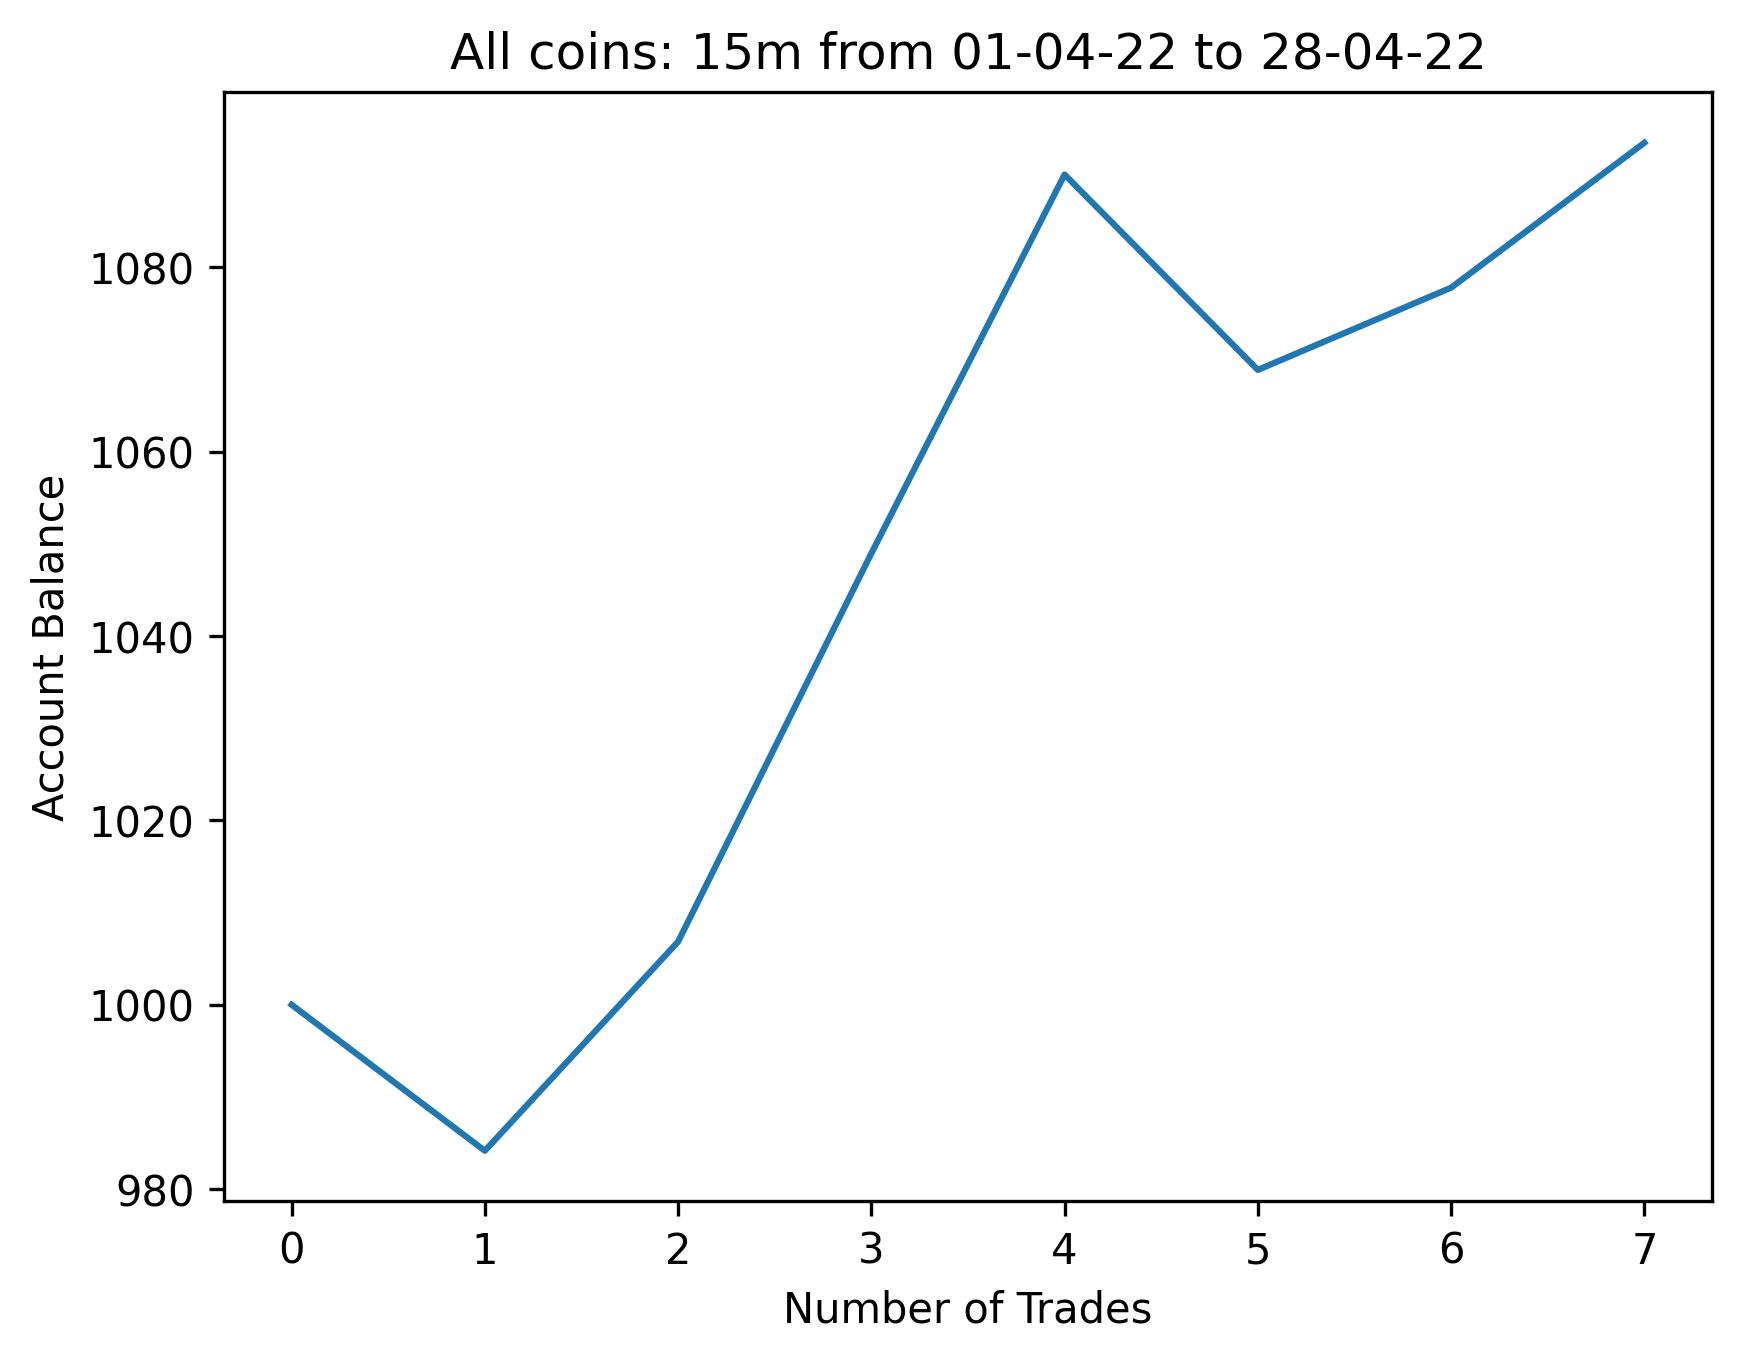 All coins: 15m from 01-04-22 to 28-04-22
Account Balance
1080
1060
1040
1020
1000
980
0 1 2 3 4 5 6 7
Number of Trades